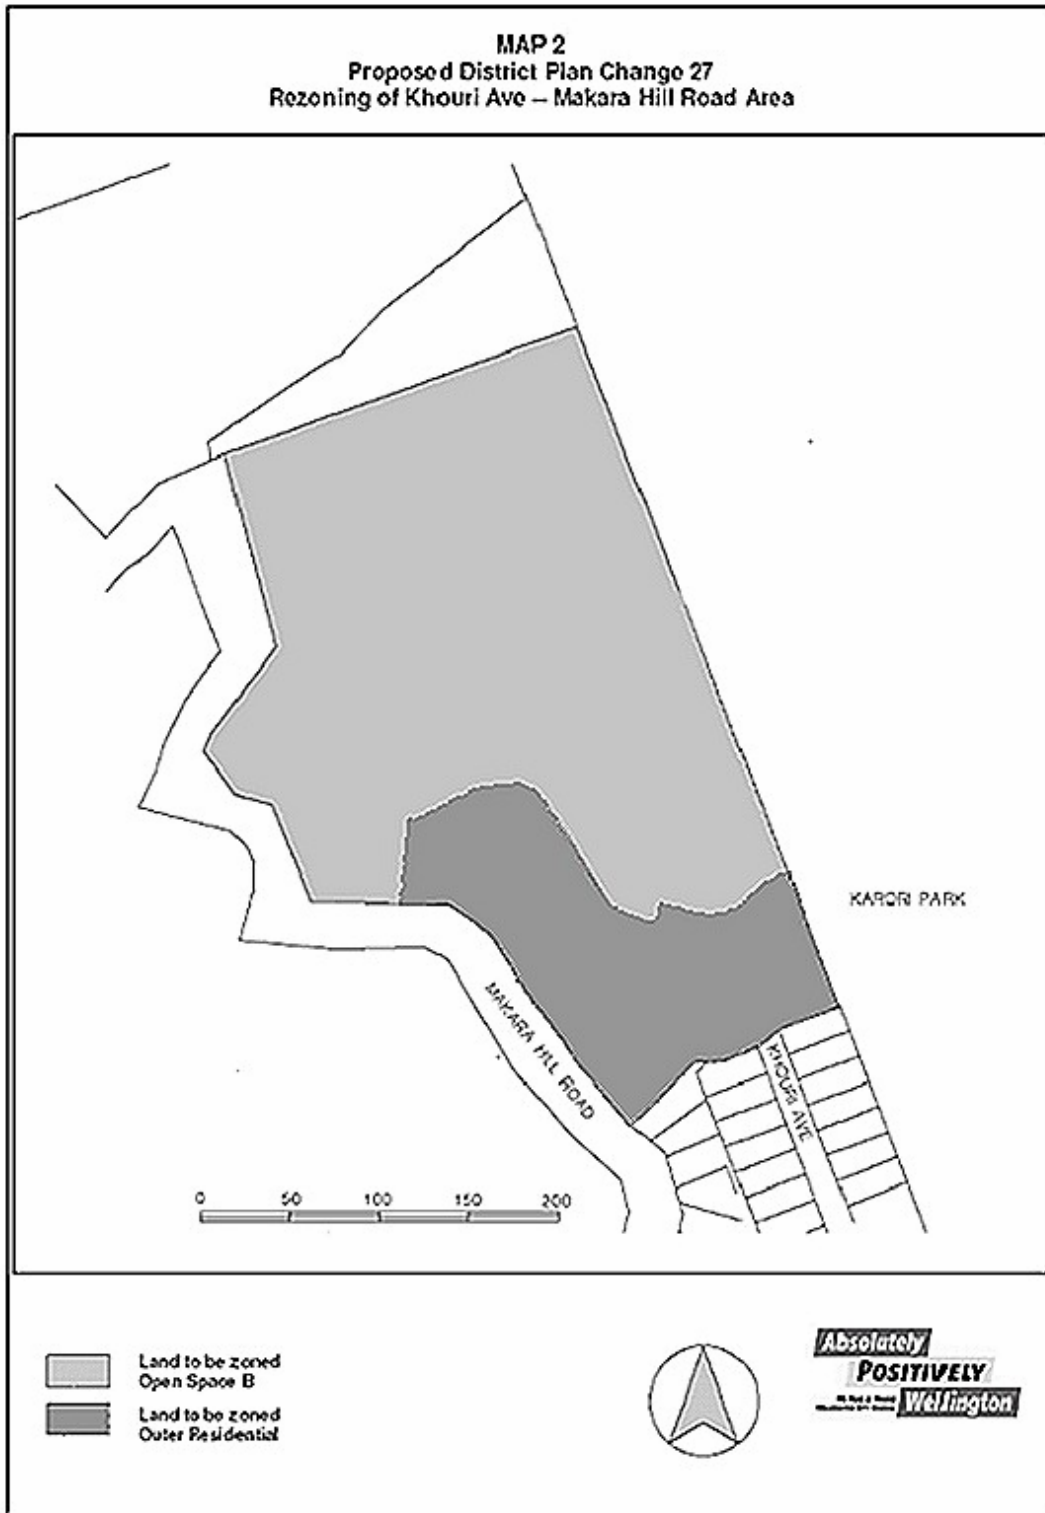 MAP 2
Proposed District Plan Change 27
Rezoning of Khouri Ave – Makara Hill Road Area
KARORI PARK
MAKARA HILL ROAD
KHOURI AVE
0 50 100 150 200
Land to be zoned
Open Space B
Land to be zoned
Outer Residential
Absolutely
POSITIVELY
Wellington